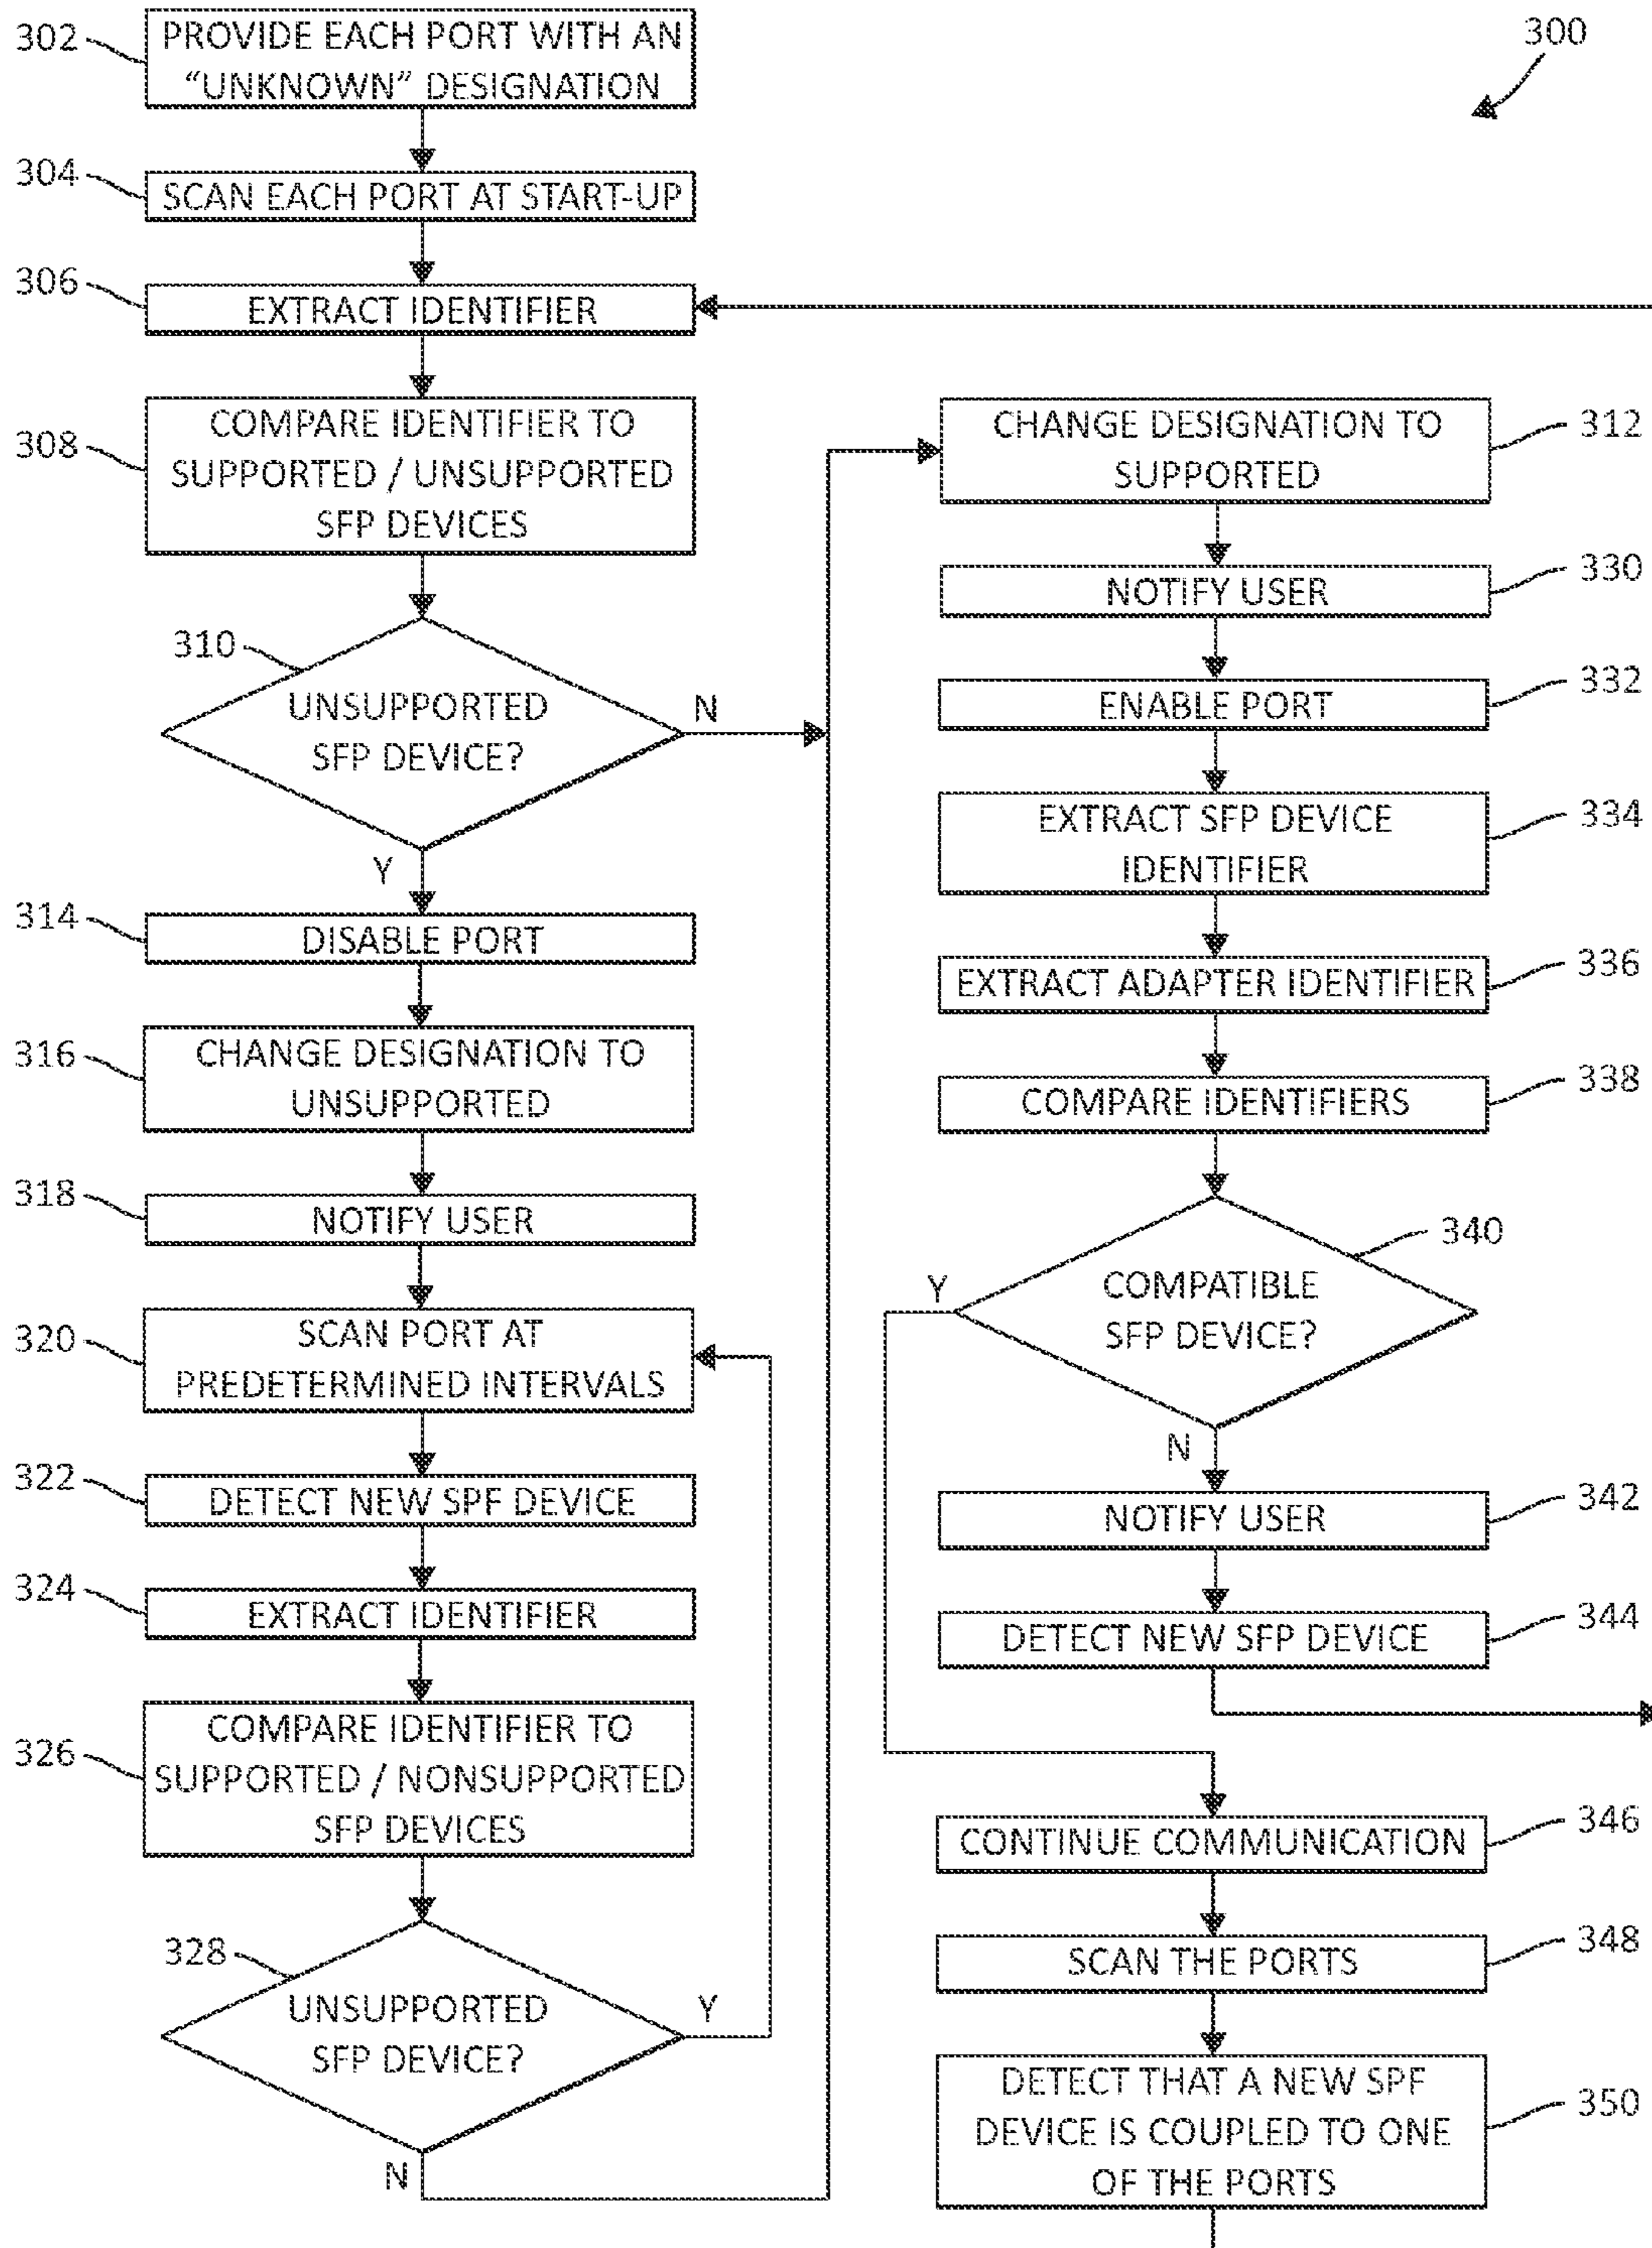 300
302
PROVIDE EACH PORT WITH AN
“UNKNOWN” DESIGNATION
304
SCAN EACH PORT AT START-UP
306
EXTRACT IDENTIFIER
308
COMPARE IDENTIFIER TO
SUPPORTED / UNSUPPORTED
SFP DEVICES
310
UNSUPPORTED
SFP DEVICE?
N
Y
314
DISABLE PORT
316
CHANGE DESIGNATION TO
UNSUPPORTED
318
NOTIFY USER
320
SCAN PORT AT
PREDETERMINED INTERVALS
322
DETECT NEW SPF DEVICE
324
EXTRACT IDENTIFIER
326
COMPARE IDENTIFIER TO
SUPPORTED / NONSUPPORTED
SFP DEVICES
328
UNSUPPORTED
SFP DEVICE?
Y
N
CHANGE DESIGNATION TO
SUPPORTED
312
NOTIFY USER
330
ENABLE PORT
332
EXTRACT SFP DEVICE
IDENTIFIER
334
EXTRACT ADAPTER IDENTIFIER
336
COMPARE IDENTIFIERS
338
340
COMPATIBLE
SFP DEVICE?
Y
N
NOTIFY USER
342
DETECT NEW SFP DEVICE
344
CONTINUE COMMUNICATION
346
SCAN THE PORTS
348
DETECT THAT A NEW SPF
DEVICE IS COUPLED TO ONE
OF THE PORTS
350